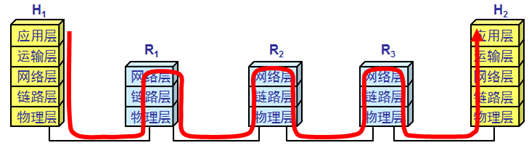 H1
R1
R2
R3
H2
应用层
运输层
网络层
链路层
物理层
网络层
链路层
物理层
网络层
链路层
物理层
网络层
链路层
物理层
应用层
运输层
网络层
链路层
物理层